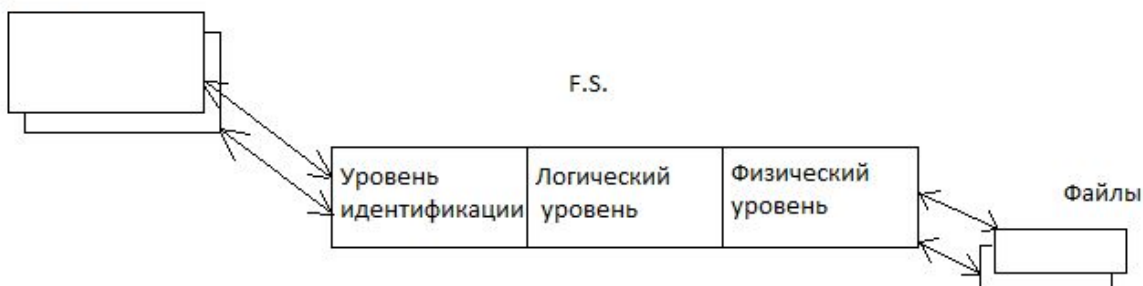 F.S.
Уровень
идентификации
Логический
уровень
Физический
уровень
Файлы